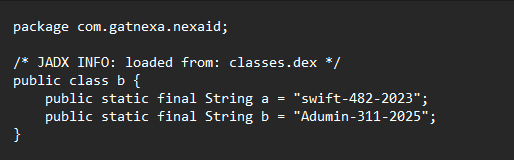 package com.gatnexa.nexaid;
/* JADX INFO: loaded from: classes.dex */
public class b {
public static final String a = "swift-482-2023";
public static final String b = "Adumin-311-2025";
}